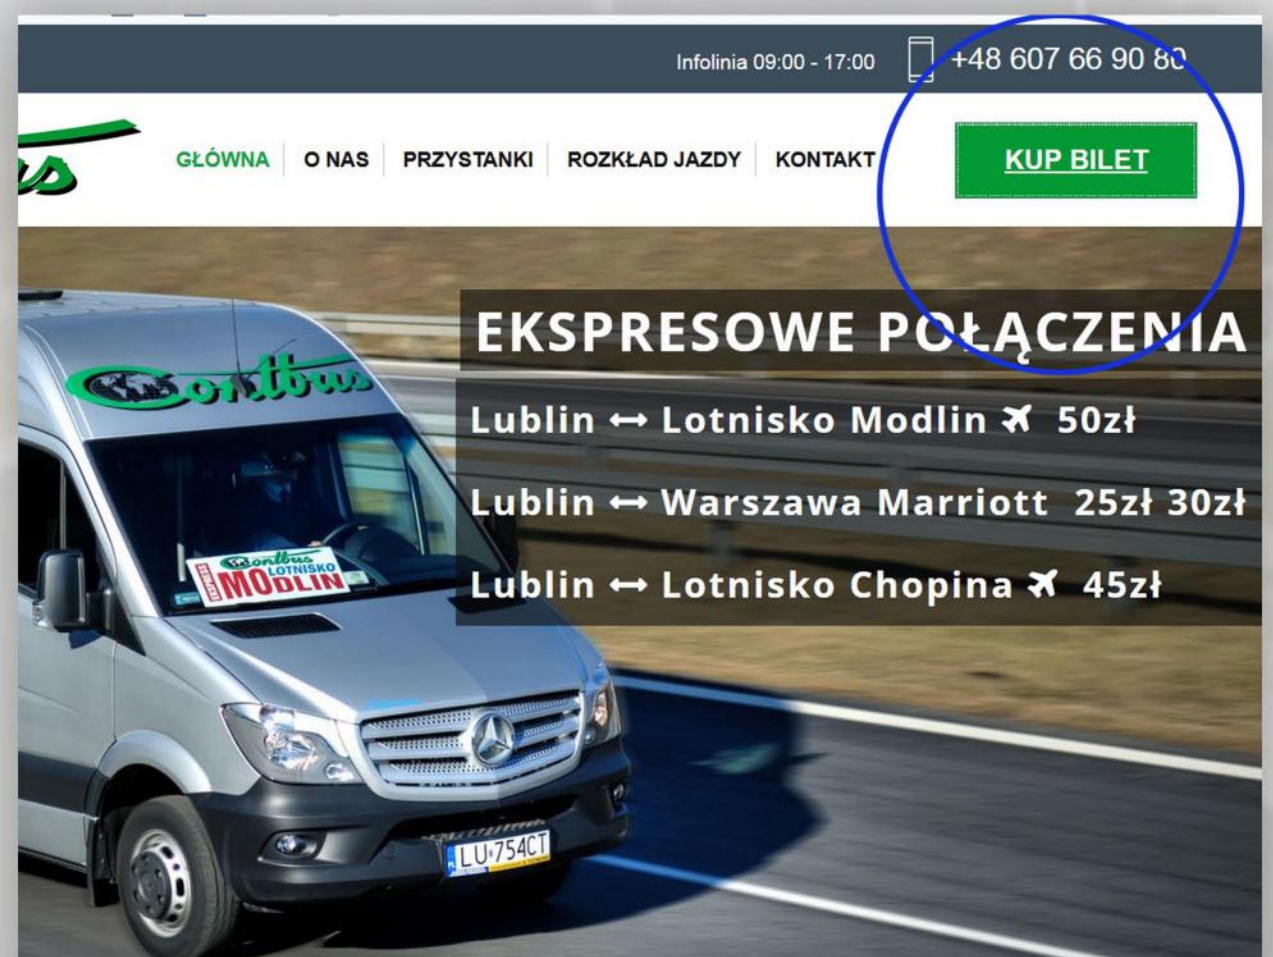 Infolinia 09:00 - 17:00 +48 607 66 90 80
GŁÓWNA O NAS PRZYSTANKI ROZKŁAD JAZDY KONTAKT KUP BILET
EKSPRESOWE POŁĄCZENIA
Lublin ↔ Lotnisko Modlin ✈ 50zł
Lublin ↔ Warszawa Marriott 25zł 30zł
Lublin ↔ Lotnisko Chopina ✈ 45zł
Contbus
Contbus
EXPRESS
LOTNISKO
MODLIN
LU 754CT